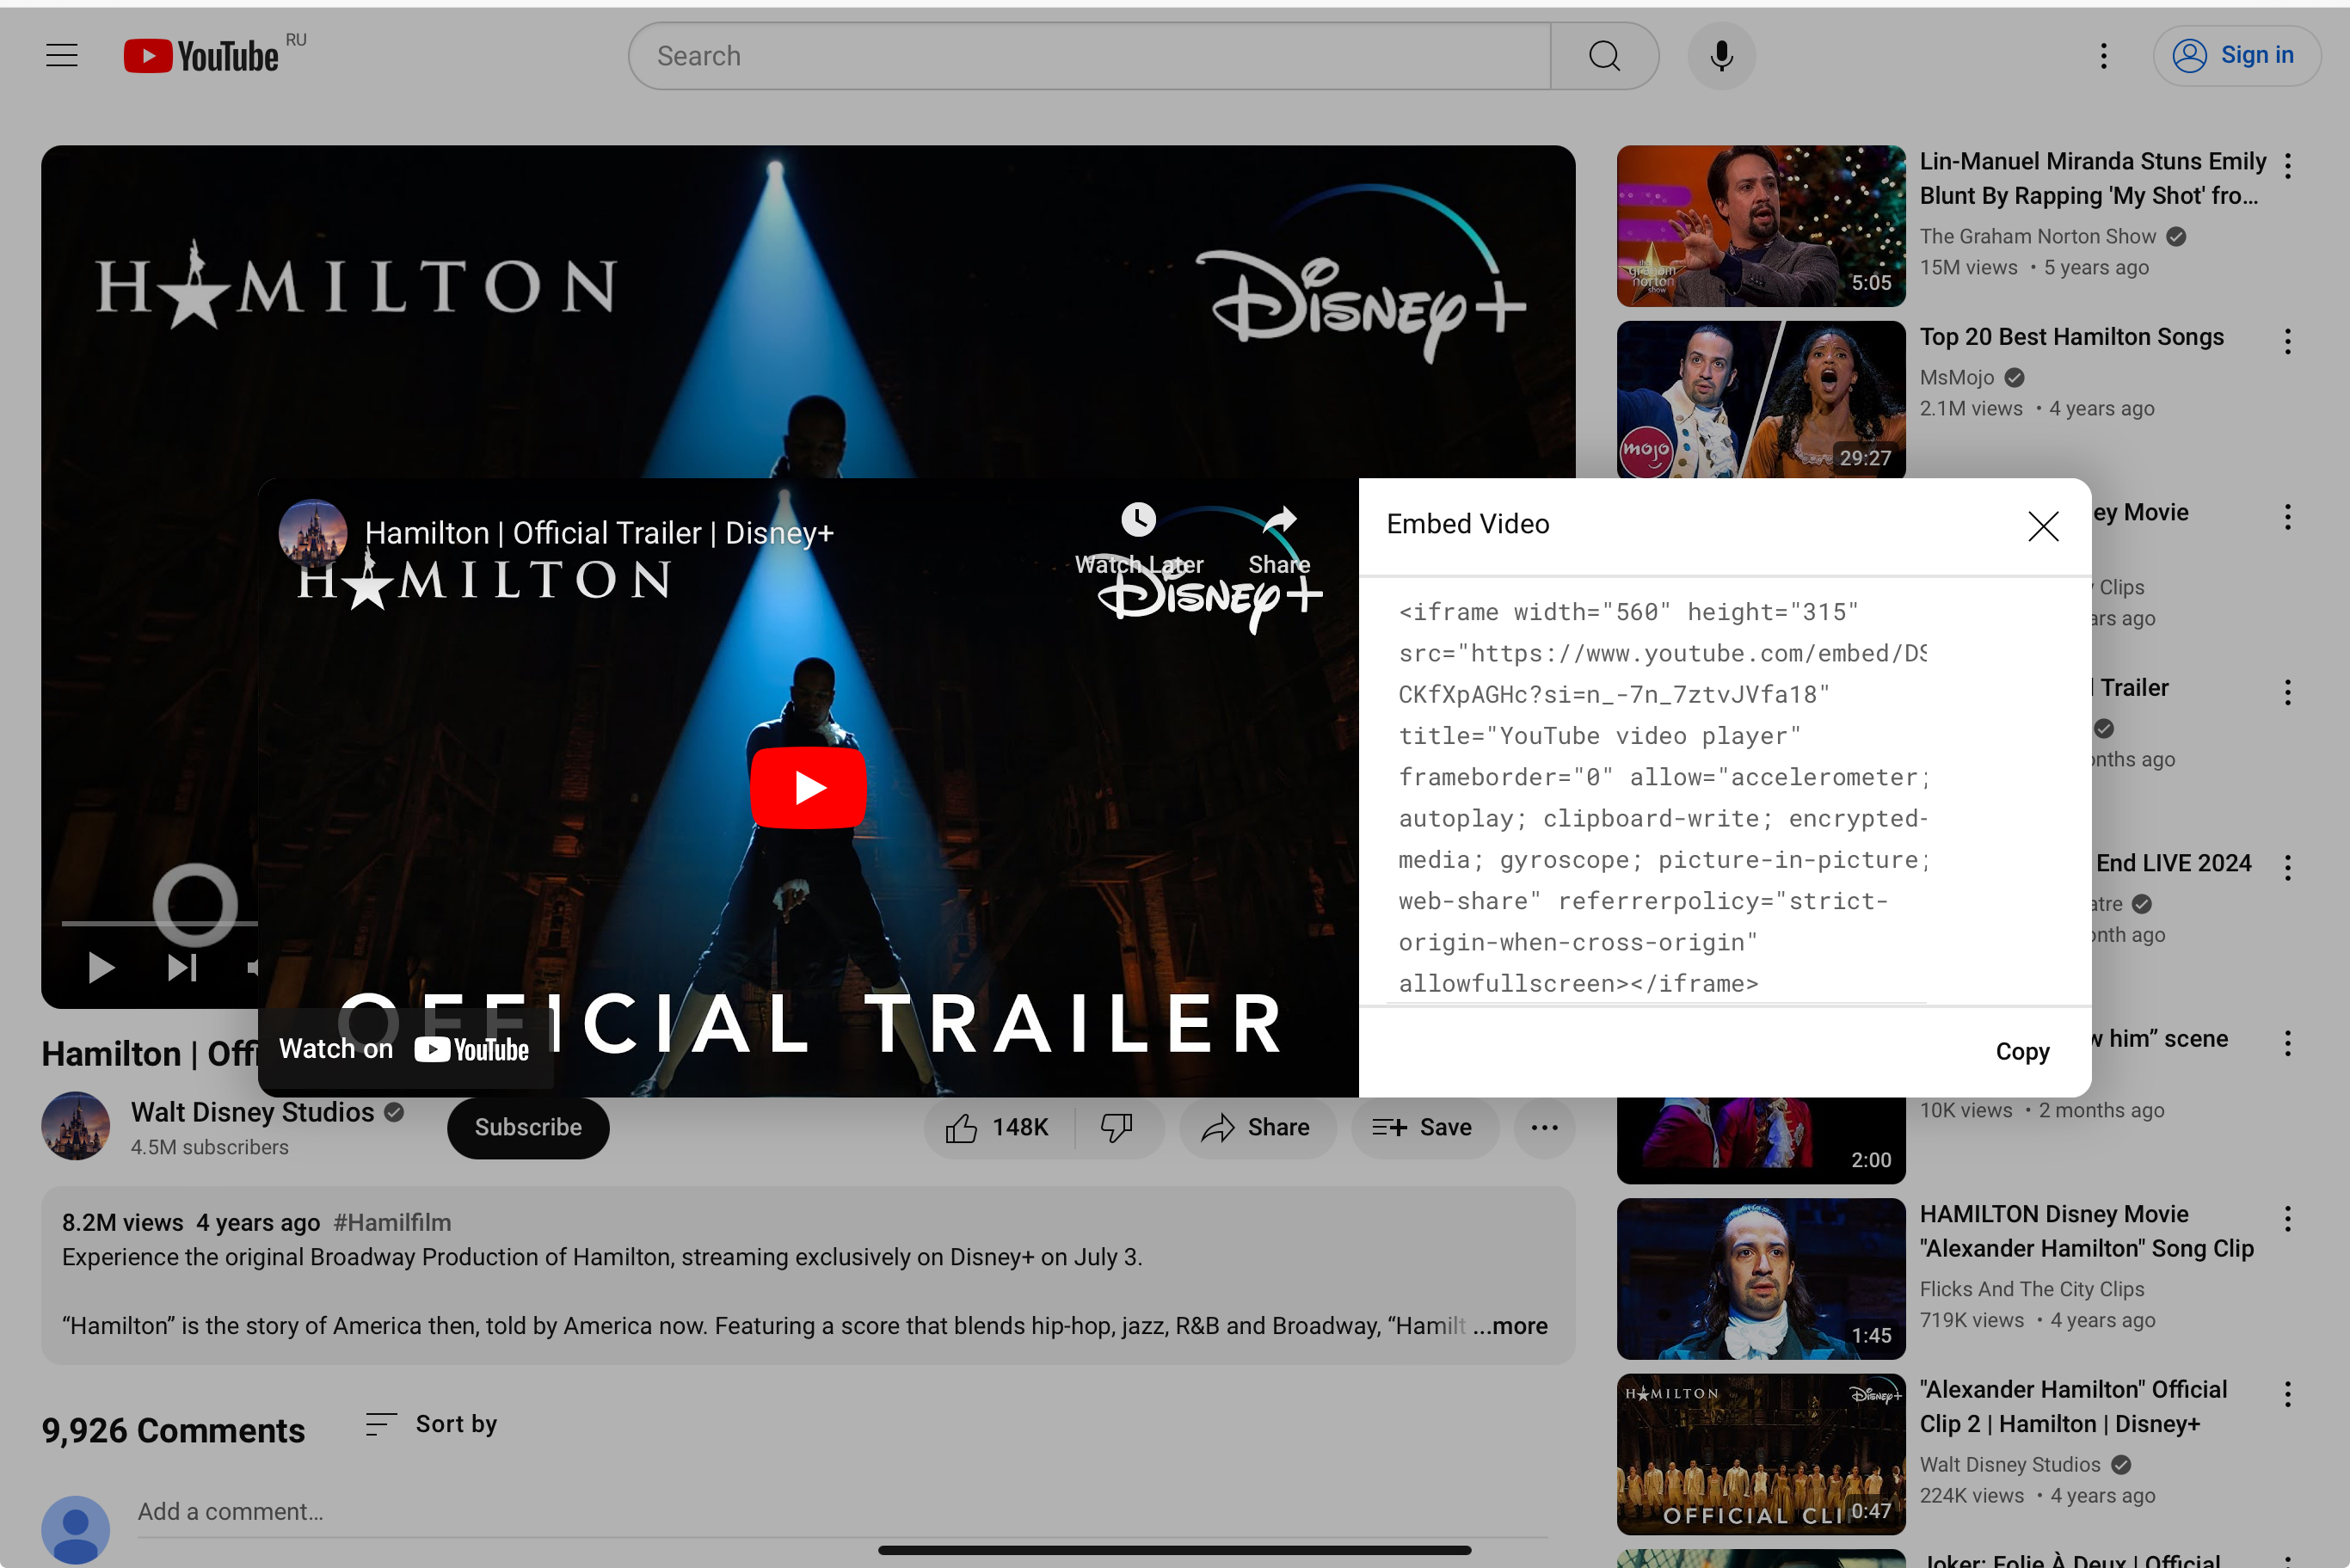 YouTube RU
Search
Sign in
HAMILTON
Disney+
Hamilton | Official Trailer | Disney+
HAMILTON
Watch Later
Share
Disney+
OFFICIAL TRAILER
Watch on YouTube
Embed Video
<iframe width="560" height="315"
src="https://www.youtube.com/embed/DS
CKfXpAGHc?si=n_-7n_7ztvJVfa18"
title="YouTube video player"
frameborder="0" allow="accelerometer;
autoplay; clipboard-write; encrypted-
media; gyroscope; picture-in-picture;
web-share" referrerpolicy="strict-
origin-when-cross-origin"
allowfullscreen></iframe>
Copy
Hamilton | Offi
Walt Disney Studios
4.5M subscribers
Subscribe
148K
Share
Save
8.2M views 4 years ago #Hamilfilm
Experience the original Broadway Production of Hamilton, streaming exclusively on Disney+ on July 3.
“Hamilton” is the story of America then, told by America now. Featuring a score that blends hip-hop, jazz, R&B and Broadway, “Hamilt ...more
9,926 Comments
Sort by
Add a comment...
the graham norton show
5:05
Lin-Manuel Miranda Stuns Emily
Blunt By Rapping 'My Shot' fro...
The Graham Norton Show
15M views • 5 years ago
mojo
29:27
Top 20 Best Hamilton Songs
MsMojo
2.1M views • 4 years ago
ey Movie
Clips
ars ago
Trailer
onths ago
End LIVE 2024
atre
onth ago
w him” scene
10K views • 2 months ago
2:00
HAMILTON Disney Movie
"Alexander Hamilton" Song Clip
Flicks And The City Clips
719K views • 4 years ago
1:45
HAMILTON
Disney+
OFFICIAL CLIP
0:47
"Alexander Hamilton" Official
Clip 2 | Hamilton | Disney+
Walt Disney Studios
224K views • 4 years ago
Joker: Folie À Deux | Official